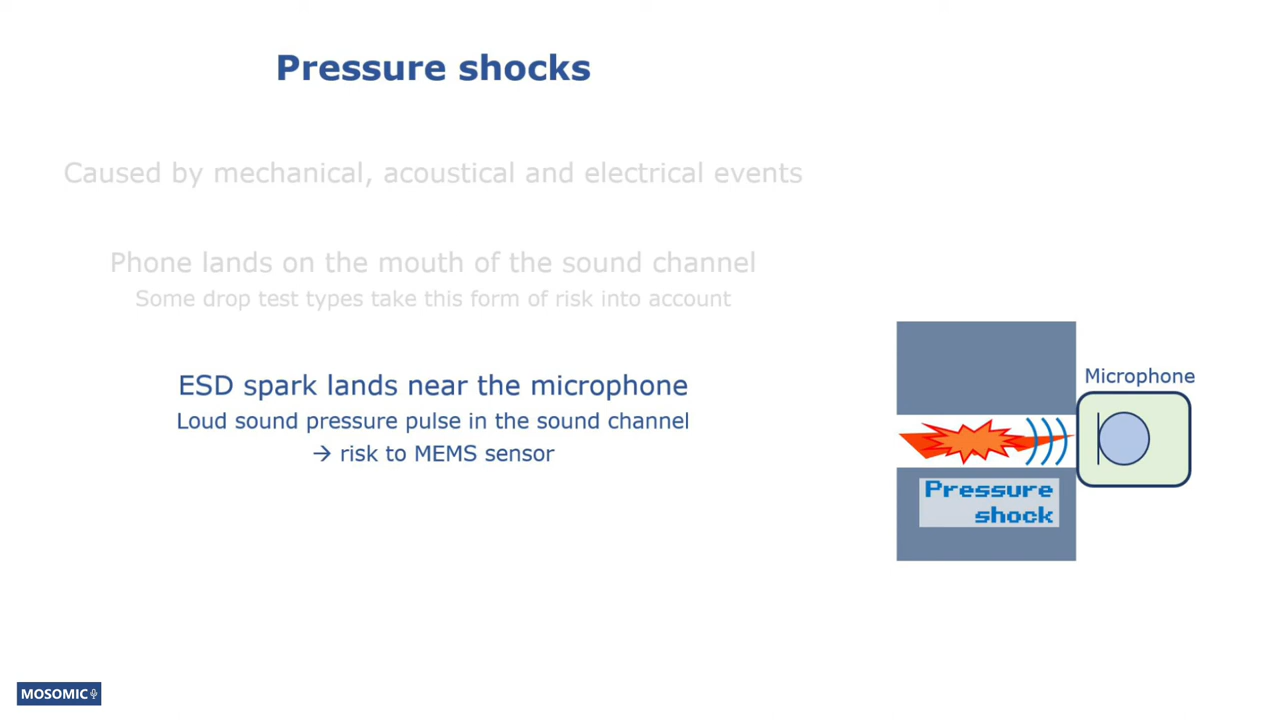 Pressure shocks
Caused by mechanical, acoustical and electrical events
Phone lands on the mouth of the sound channel
Some drop test types take this form of risk into account
ESD spark lands near the microphone
Loud sound pressure pulse in the sound channel
→ risk to MEMS sensor
Microphone
Pressure
shock
MOSOMIC